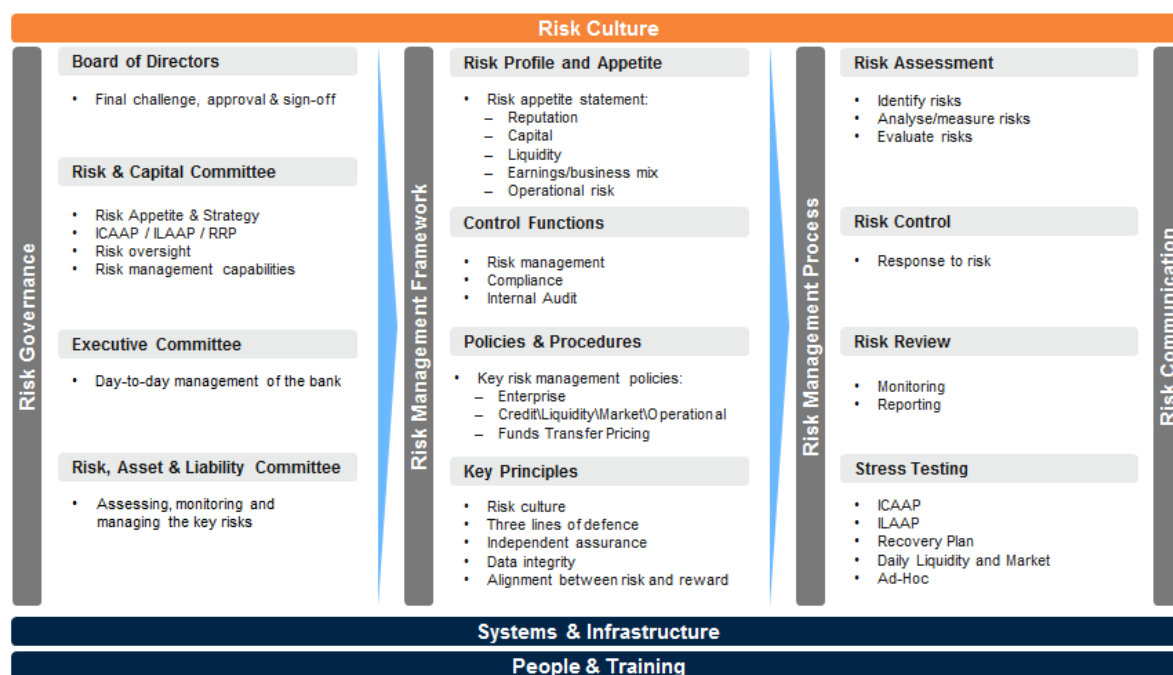 Risk Culture
Risk Governance
Board of Directors
• Final challenge, approval & sign-off
Risk & Capital Committee
• Risk Appetite & Strategy
• ICAAP / ILAAP / RRP
• Risk oversight
• Risk management capabilities
Executive Committee
• Day-to-day management of the bank
Risk, Asset & Liability Committee
• Assessing, monitoring and
managing the key risks
Risk Management Framework
Risk Profile and Appetite
• Risk appetite statement:
– Reputation
– Capital
– Liquidity
– Earnings/business mix
– Operational risk
Control Functions
• Risk management
• Compliance
• Internal Audit
Policies & Procedures
• Key risk management policies:
– Enterprise
– Credit\Liquidity\Market\Operational
– Funds Transfer Pricing
Key Principles
• Risk culture
• Three lines of defence
• Independent assurance
• Data integrity
• Alignment between risk and reward
Risk Management Process
Risk Assessment
• Identify risks
• Analyse/measure risks
• Evaluate risks
Risk Control
• Response to risk
Risk Review
• Monitoring
• Reporting
Stress Testing
• ICAAP
• ILAAP
• Recovery Plan
• Daily Liquidity and Market
• Ad-Hoc
Risk Communication
Systems & Infrastructure
People & Training